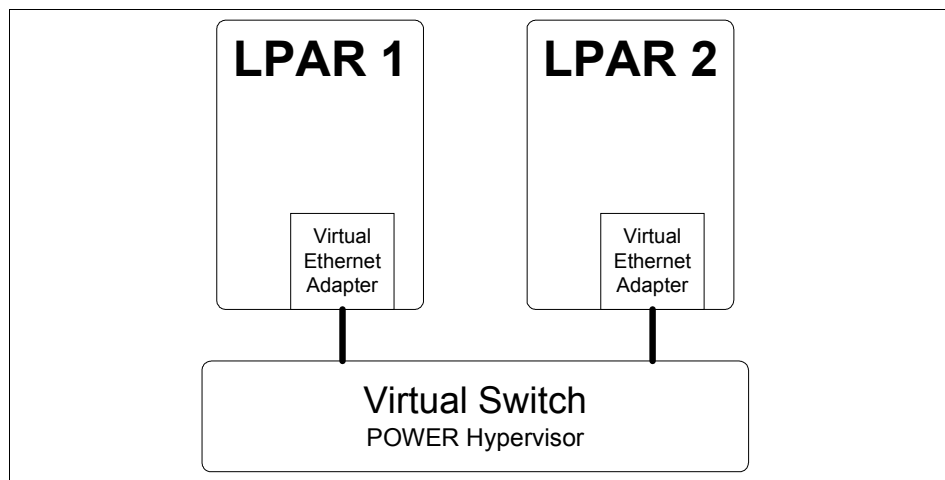 LPAR 1
LPAR 2
Virtual
Ethernet
Adapter
Virtual
Ethernet
Adapter
Virtual Switch
POWER Hypervisor